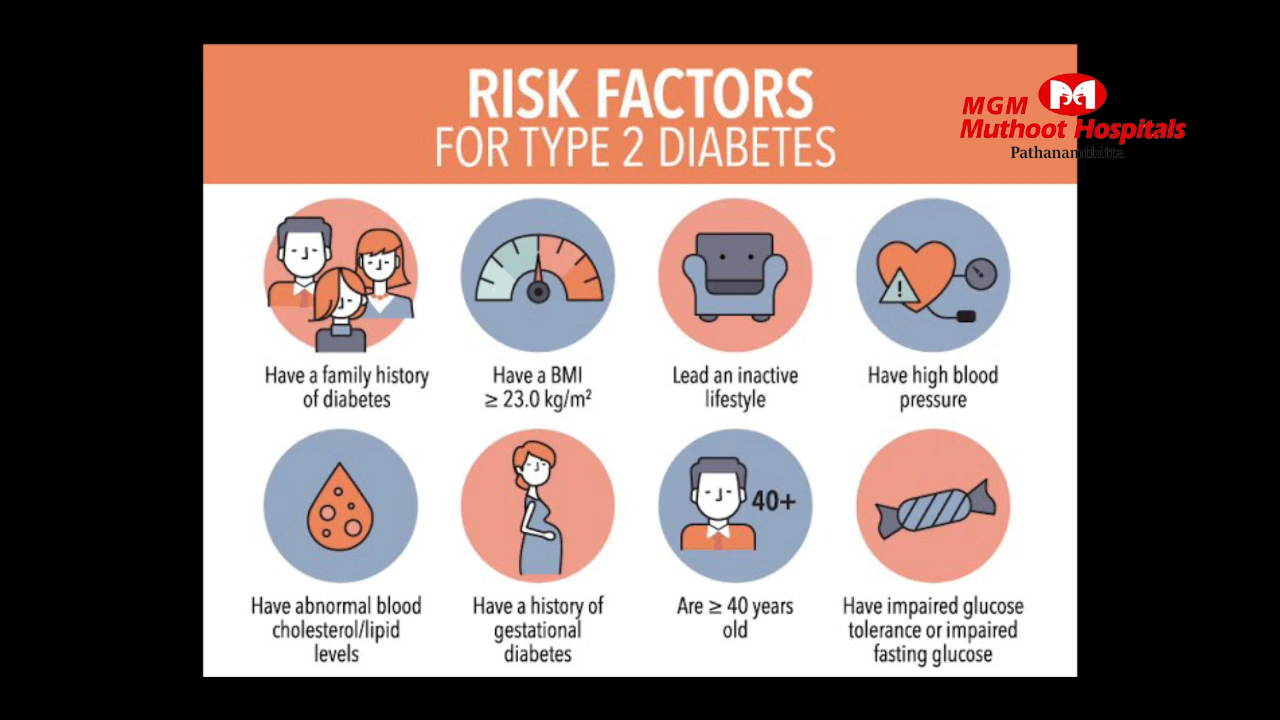 RISK FACTORS
FOR TYPE 2 DIABETES
MGM
Muthoot Hospitals
Pathanamthitta
Have a family history
of diabetes
Have a BMI
≥ 23.0 kg/m²
Lead an inactive
lifestyle
Have high blood
pressure
40+
Have abnormal blood
cholesterol/lipid
levels
Have a history of
gestational
diabetes
Are ≥ 40 years
old
Have impaired glucose
tolerance or impaired
fasting glucose